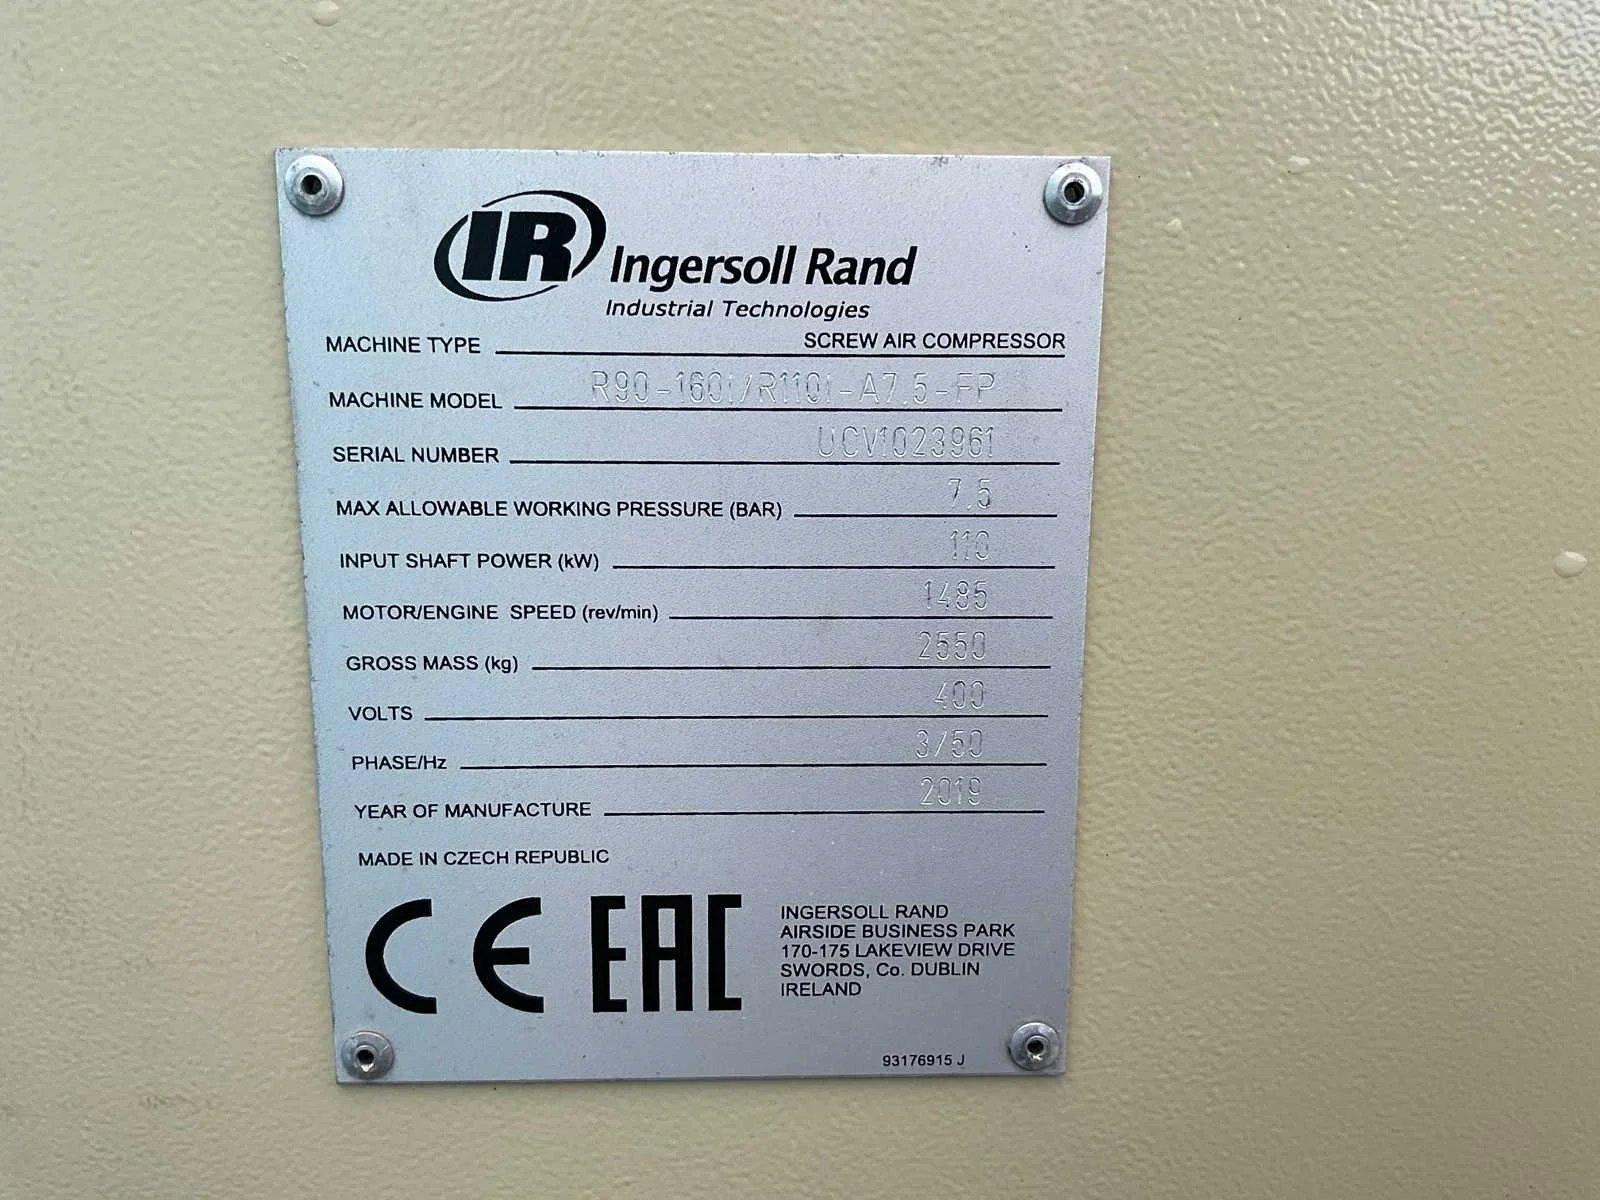 IR Ingersoll Rand
Industrial Technologies
MACHINE TYPE SCREW AIR COMPRESSOR
MACHINE MODEL R90-160i/R110i-A7.5-FP
SERIAL NUMBER UCV1023961
MAX ALLOWABLE WORKING PRESSURE (BAR) 7.5
INPUT SHAFT POWER (kW) 110
MOTOR/ENGINE SPEED (rev/min) 1485
GROSS MASS (kg) 2550
VOLTS 400
PHASE/Hz 3/50
YEAR OF MANUFACTURE 2019
MADE IN CZECH REPUBLIC
CE EAC
INGERSOLL RAND
AIRSIDE BUSINESS PARK
170-175 LAKEVIEW DRIVE
SWORDS, Co. DUBLIN
IRELAND
93176915 J